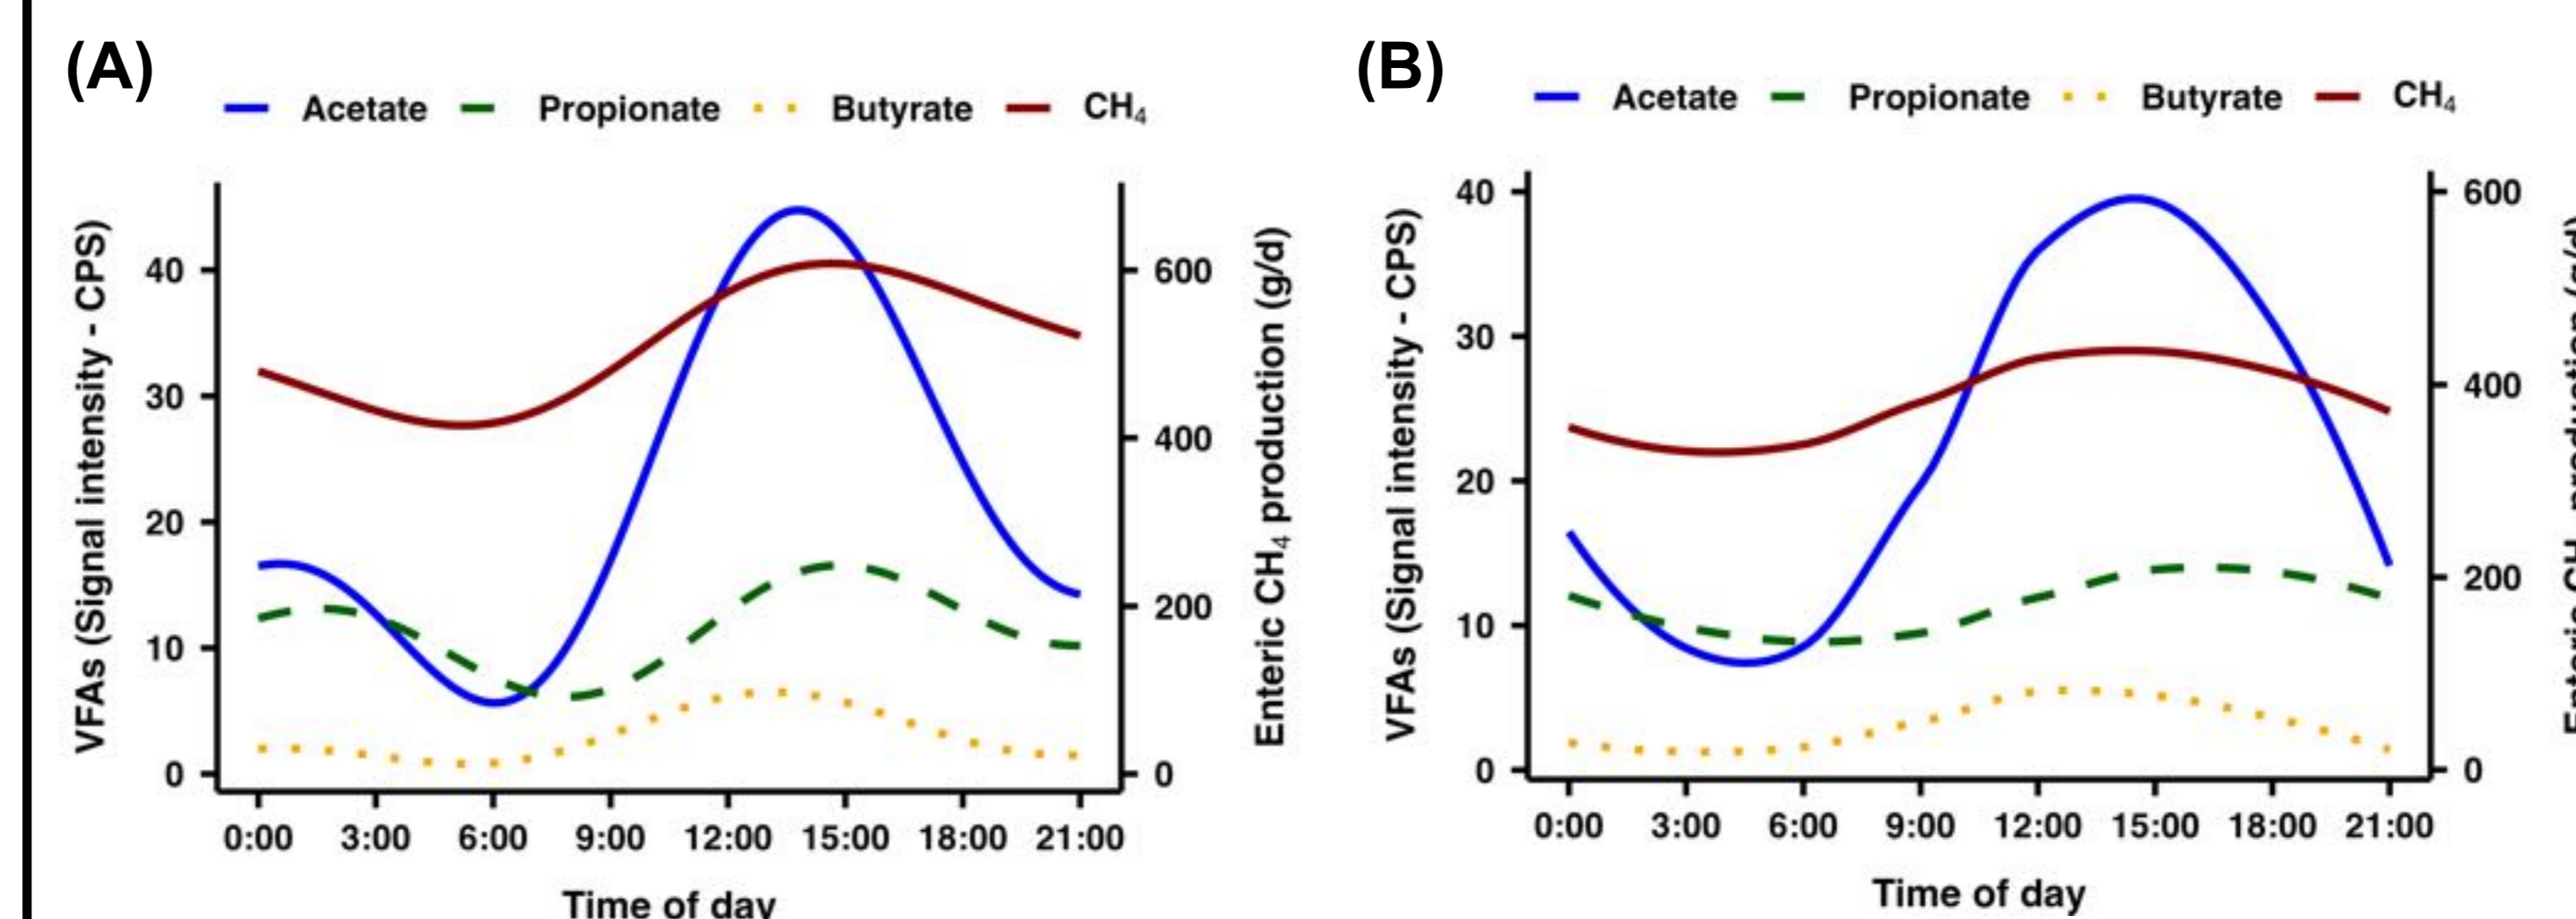 (A)
Acetate Propionate Butyrate CH₄
VFAs (Signal intensity - CPS)
40
30
20
10
0
600
400
200
0
Enteric CH₄ production (g/d)
0:00 3:00 6:00 9:00 12:00 15:00 18:00 21:00
Time of day
(B)
Acetate Propionate Butyrate CH₄
VFAs (Signal intensity - CPS)
40
30
20
10
0
600
400
200
0
0:00 3:00 6:00 9:00 12:00 15:00 18:00 21:00
Time of day